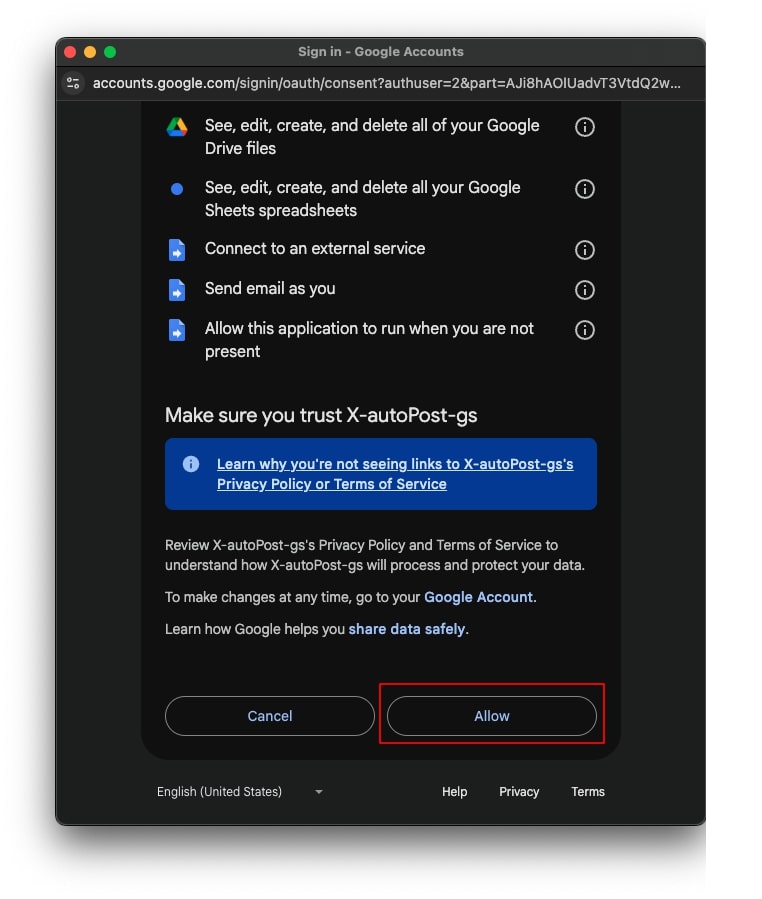 Sign in - Google Accounts
accounts.google.com/signin/oauth/consent?authuser=2&part=AJi8hAOlUadvT3VtdQ2w...
See, edit, create, and delete all of your Google
Drive files
See, edit, create, and delete all your Google
Sheets spreadsheets
Connect to an external service
Send email as you
Allow this application to run when you are not
present
Make sure you trust X-autoPost-gs
Learn why you're not seeing links to X-autoPost-gs's
Privacy Policy or Terms of Service
Review X-autoPost-gs's Privacy Policy and Terms of Service to
understand how X-autoPost-gs will process and protect your data.
To make changes at any time, go to your Google Account.
Learn how Google helps you share data safely.
Cancel
Allow
English (United States)
Help
Privacy
Terms